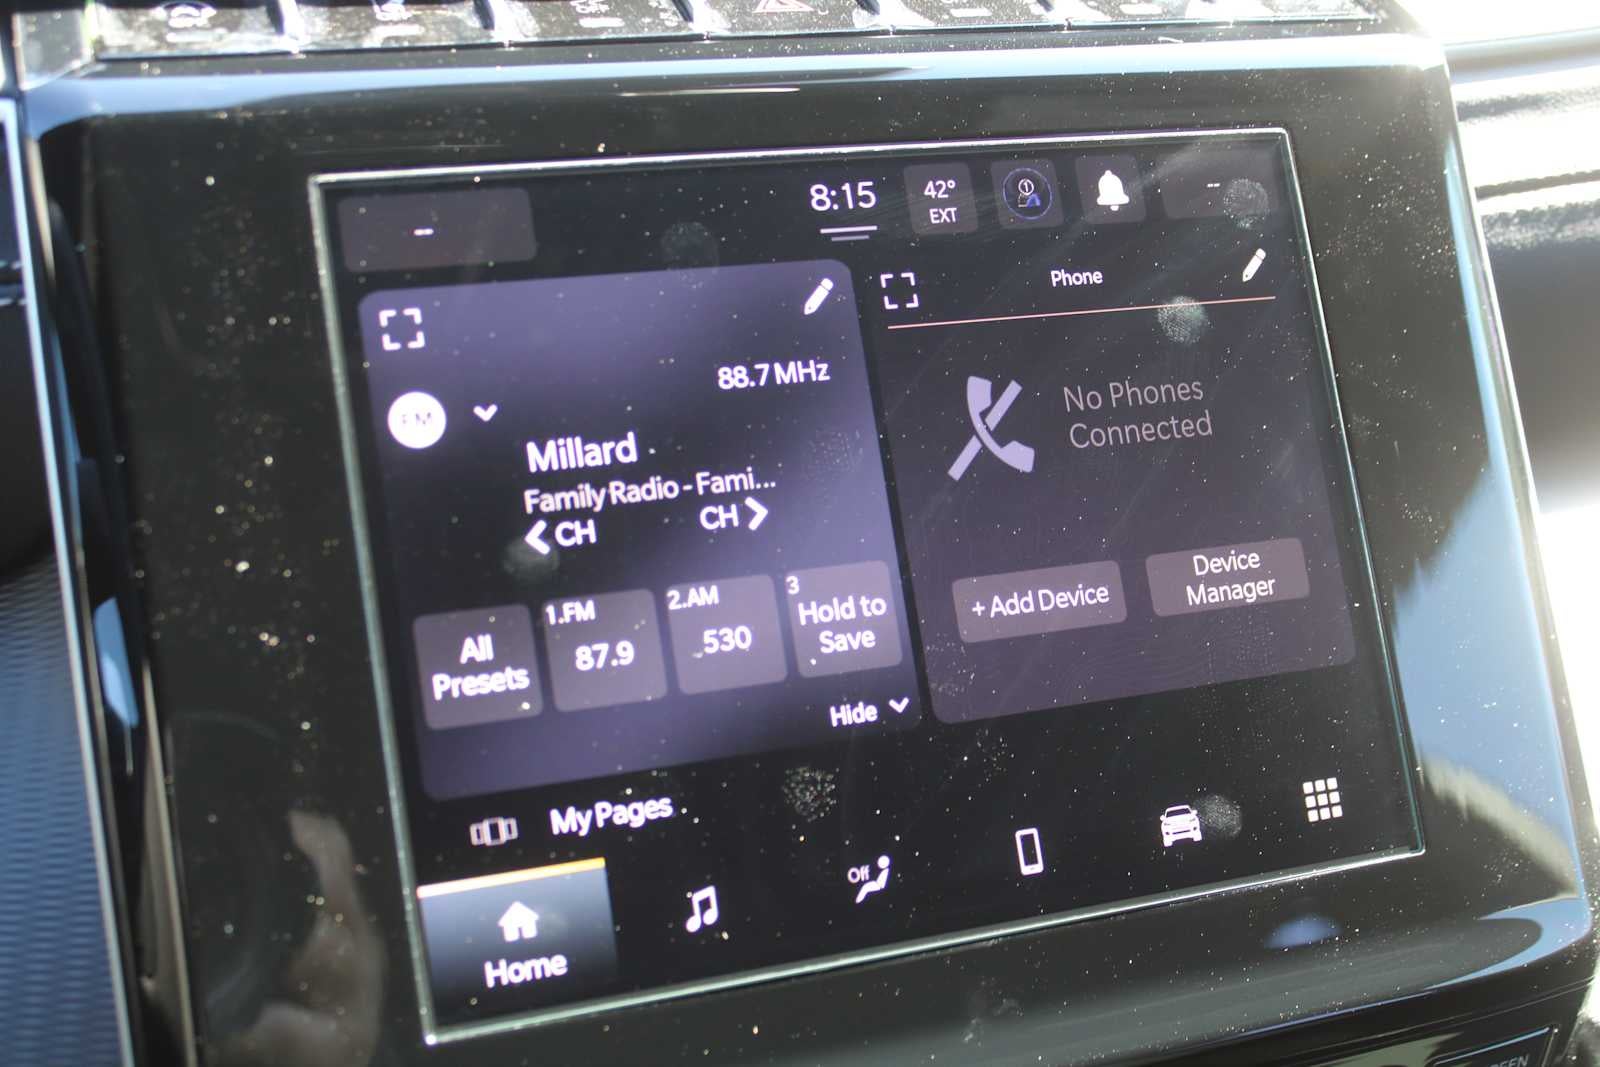 --
8:15
42°
EXT
1
--
Phone
88.7 MHz
FM
Millard
Family Radio - Fami...
CH
CH
No Phones
Connected
+ Add Device
Device
Manager
All
Presets
1.FM
87.9
2.AM
530
3
Hold to
Save
Hide
My Pages
Off
Home